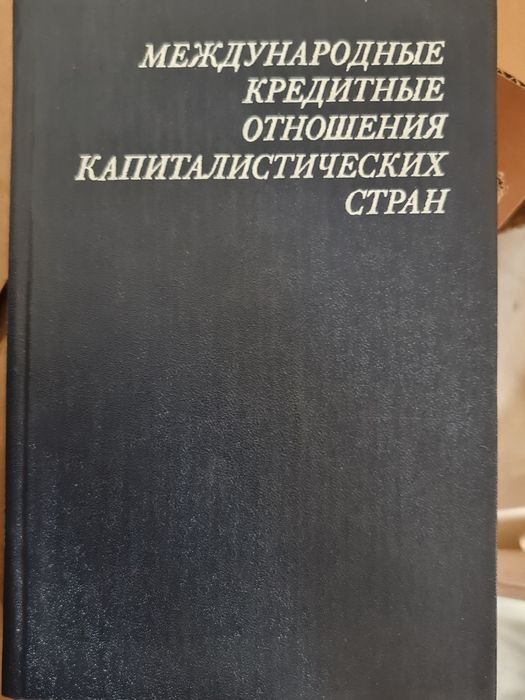 МЕЖДУНАРОДНЫЕ
КРЕДИТНЫЕ
ОТНОШЕНИЯ
КАПИТАЛИСТИЧЕСКИХ
СТРАН